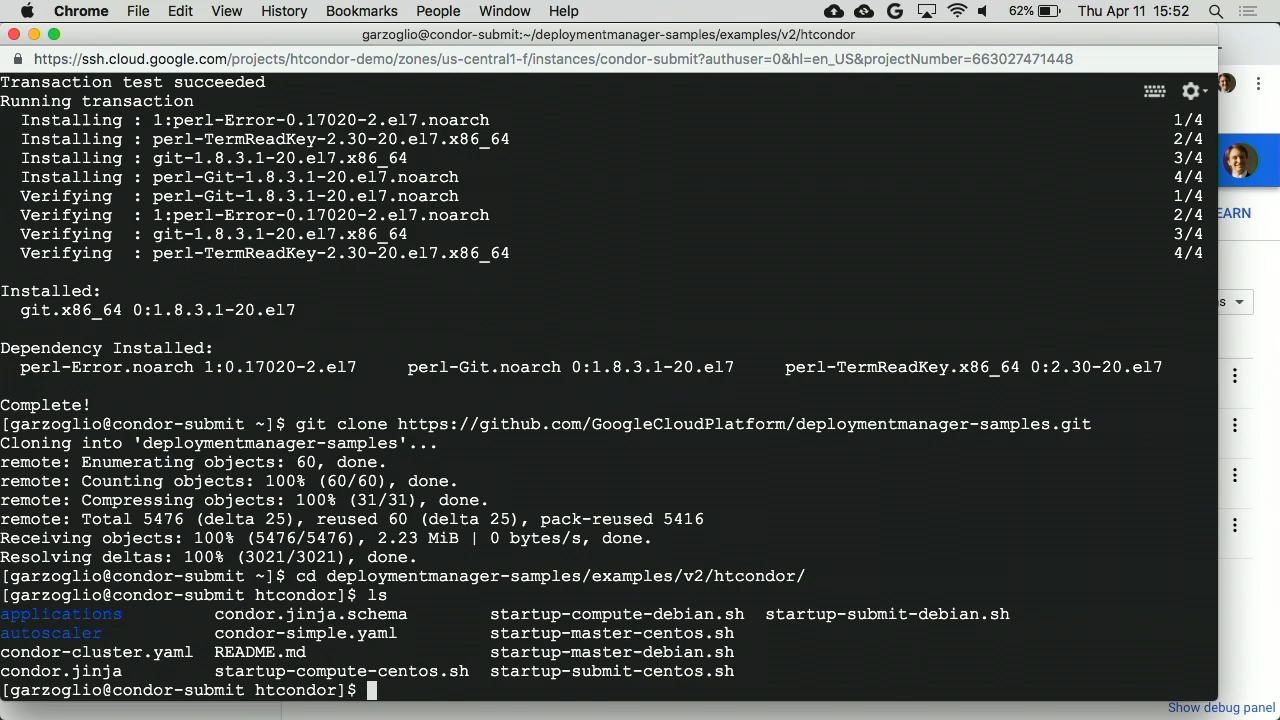 Chrome File Edit View History Bookmarks People Window Help 62% Thu Apr 11 15:52
garzoglio@condor-submit:~/deploymentmanager-samples/examples/v2/htcondor
https://ssh.cloud.google.com/projects/htcondor-demo/zones/us-central1-f/instances/condor-submit?authuser=0&hl=en_US&projectNumber=663027471448
Transaction test succeeded
Running transaction
Installing : 1:perl-Error-0.17020-2.el7.noarch 1/4
Installing : perl-TermReadKey-2.30-20.el7.x86_64 2/4
Installing : git-1.8.3.1-20.el7.x86_64 3/4
Installing : perl-Git-1.8.3.1-20.el7.noarch 4/4
Verifying : perl-Git-1.8.3.1-20.el7.noarch 1/4
Verifying : 1:perl-Error-0.17020-2.el7.noarch 2/4
Verifying : git-1.8.3.1-20.el7.x86_64 3/4
Verifying : perl-TermReadKey-2.30-20.el7.x86_64 4/4
Installed:
git.x86_64 0:1.8.3.1-20.el7
Dependency Installed:
perl-Error.noarch 1:0.17020-2.el7 perl-Git.noarch 0:1.8.3.1-20.el7 perl-TermReadKey.x86_64 0:2.30-20.el7
Complete!
[garzoglio@condor-submit ~]$ git clone https://github.com/GoogleCloudPlatform/deploymentmanager-samples.git
Cloning into 'deploymentmanager-samples'...
remote: Enumerating objects: 60, done.
remote: Counting objects: 100% (60/60), done.
remote: Compressing objects: 100% (31/31), done.
remote: Total 5476 (delta 25), reused 60 (delta 25), pack-reused 5416
Receiving objects: 100% (5476/5476), 2.23 MiB | 0 bytes/s, done.
Resolving deltas: 100% (3021/3021), done.
[garzoglio@condor-submit ~]$ cd deploymentmanager-samples/examples/v2/htcondor/
[garzoglio@condor-submit htcondor]$ ls
applications condor.jinja.schema startup-compute-debian.sh startup-submit-debian.sh
autoscaler condor-simple.yaml startup-master-centos.sh
condor-cluster.yaml README.md startup-master-debian.sh
condor.jinja startup-compute-centos.sh startup-submit-centos.sh
[garzoglio@condor-submit htcondor]$
EARN
s
Show debug panel